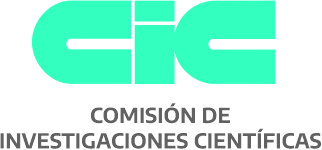 CiC
COMISIÓN DE
INVESTIGACIONES CIENTÍFICAS